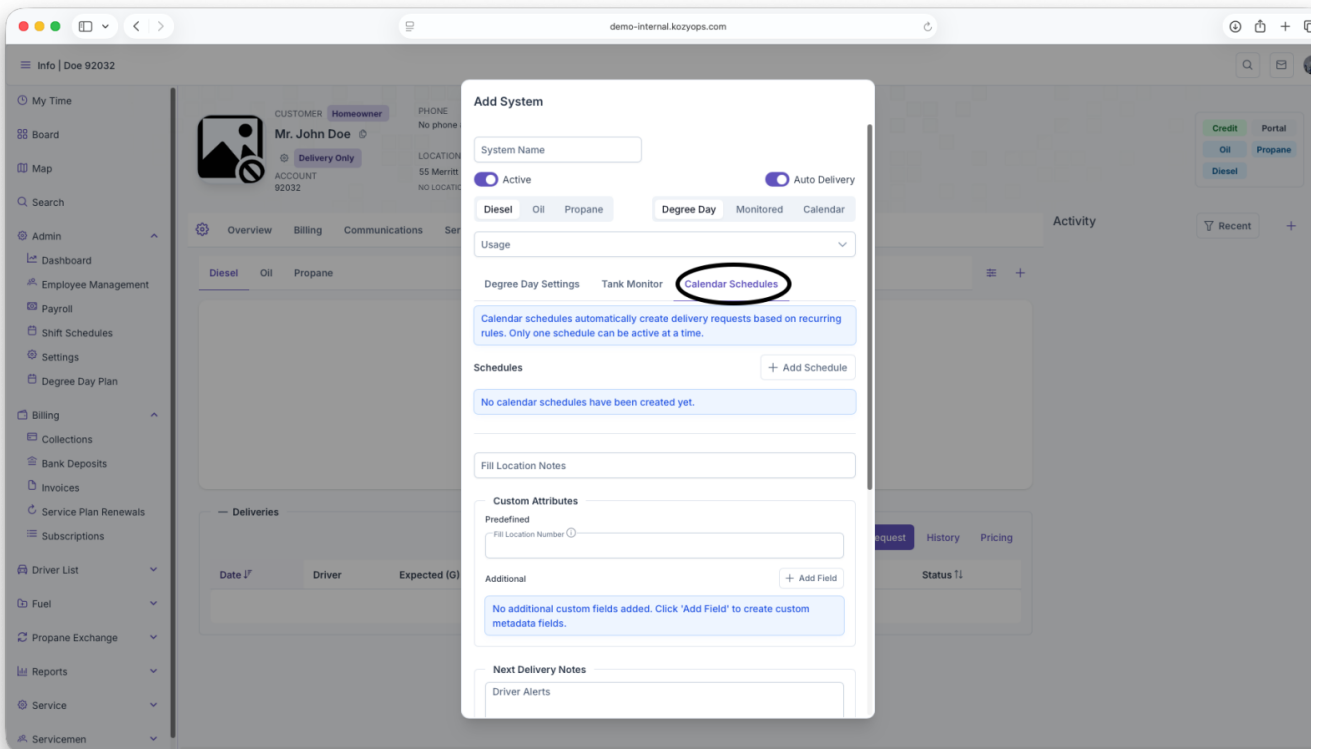 demo-internal.kozyops.com
Info | Doe 92032
My Time
Board
Map
Search
Admin
Dashboard
Employee Management
Payroll
Shift Schedules
Settings
Degree Day Plan
Billing
Collections
Bank Deposits
Invoices
Service Plan Renewals
Subscriptions
Driver List
Fuel
Propane Exchange
Reports
Service
Servicemen
CUSTOMER Homeowner
Mr. John Doe
Delivery Only
ACCOUNT
92032
PHONE
No phone
LOCATION
55 Merritt
Credit Portal
Oil Propane
Diesel
Overview Billing Communications Ser
Diesel Oil Propane
Activity
Recent
Deliveries
equest History Pricing
Date Driver Expected (G) Status
Add System
System Name
Active Auto Delivery
Diesel Oil Propane Degree Day Monitored Calendar
Usage
Degree Day Settings Tank Monitor Calendar Schedules
Calendar schedules automatically create delivery requests based on recurring
rules. Only one schedule can be active at a time.
Schedules + Add Schedule
No calendar schedules have been created yet.
Fill Location Notes
Custom Attributes
Predefined
Fill Location Number
Additional + Add Field
No additional custom fields added. Click 'Add Field' to create custom
metadata fields.
Next Delivery Notes
Driver Alerts